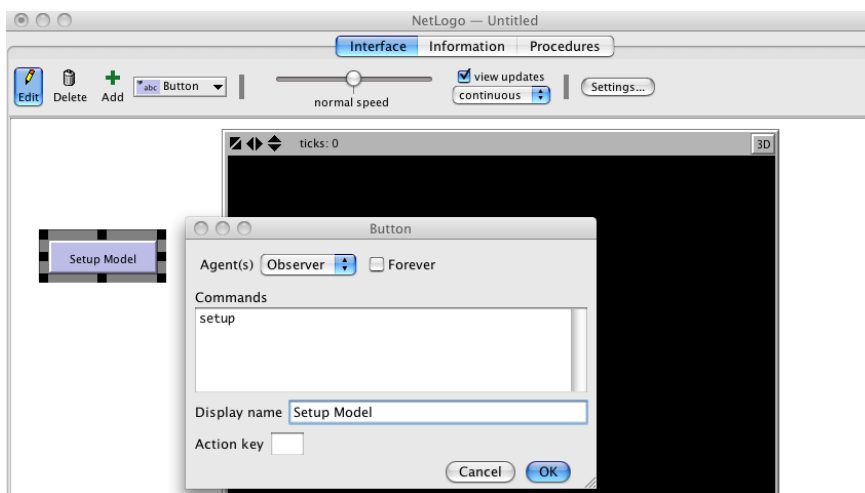 NetLogo — Untitled
Interface Information Procedures
Edit Delete Add abc Button normal speed view updates continuous Settings...
ticks: 0 3D
Setup Model
Button
Agent(s) Observer Forever
Commands
setup
Display name Setup Model
Action key
Cancel OK